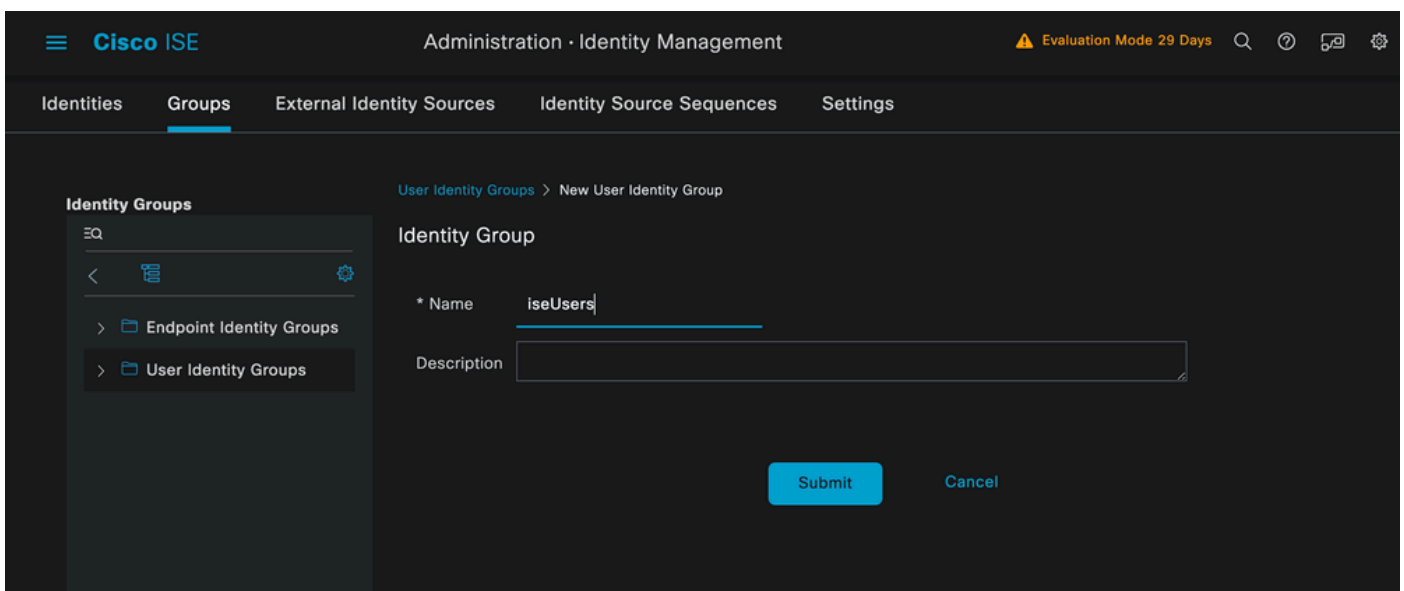 Cisco ISE
Administration · Identity Management
Evaluation Mode 29 Days
Identities Groups External Identity Sources Identity Source Sequences Settings
Identity Groups
Endpoint Identity Groups
User Identity Groups
User Identity Groups > New User Identity Group
Identity Group
* Name iseUsers
Description
Submit Cancel